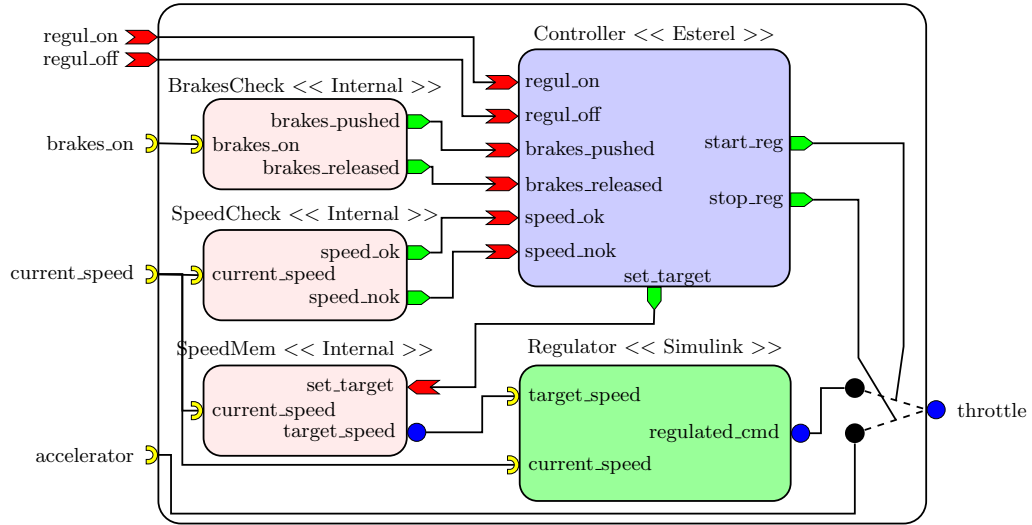 regul_on
regul_off
Controller << Esterel >>
BrakesCheck << Internal >>
regul_on
brakes_pushed
regul_off
brakes_on
brakes_on
start_reg
brakes_pushed
brakes_released
brakes_released
stop_reg
SpeedCheck << Internal >>
speed_ok
speed_ok
speed_nok
current_speed
current_speed
set_target
speed_nok
SpeedMem << Internal >>
Regulator << Simulink >>
set_target
target_speed
current_speed
throttle
target_speed
regulated_cmd
accelerator
current_speed